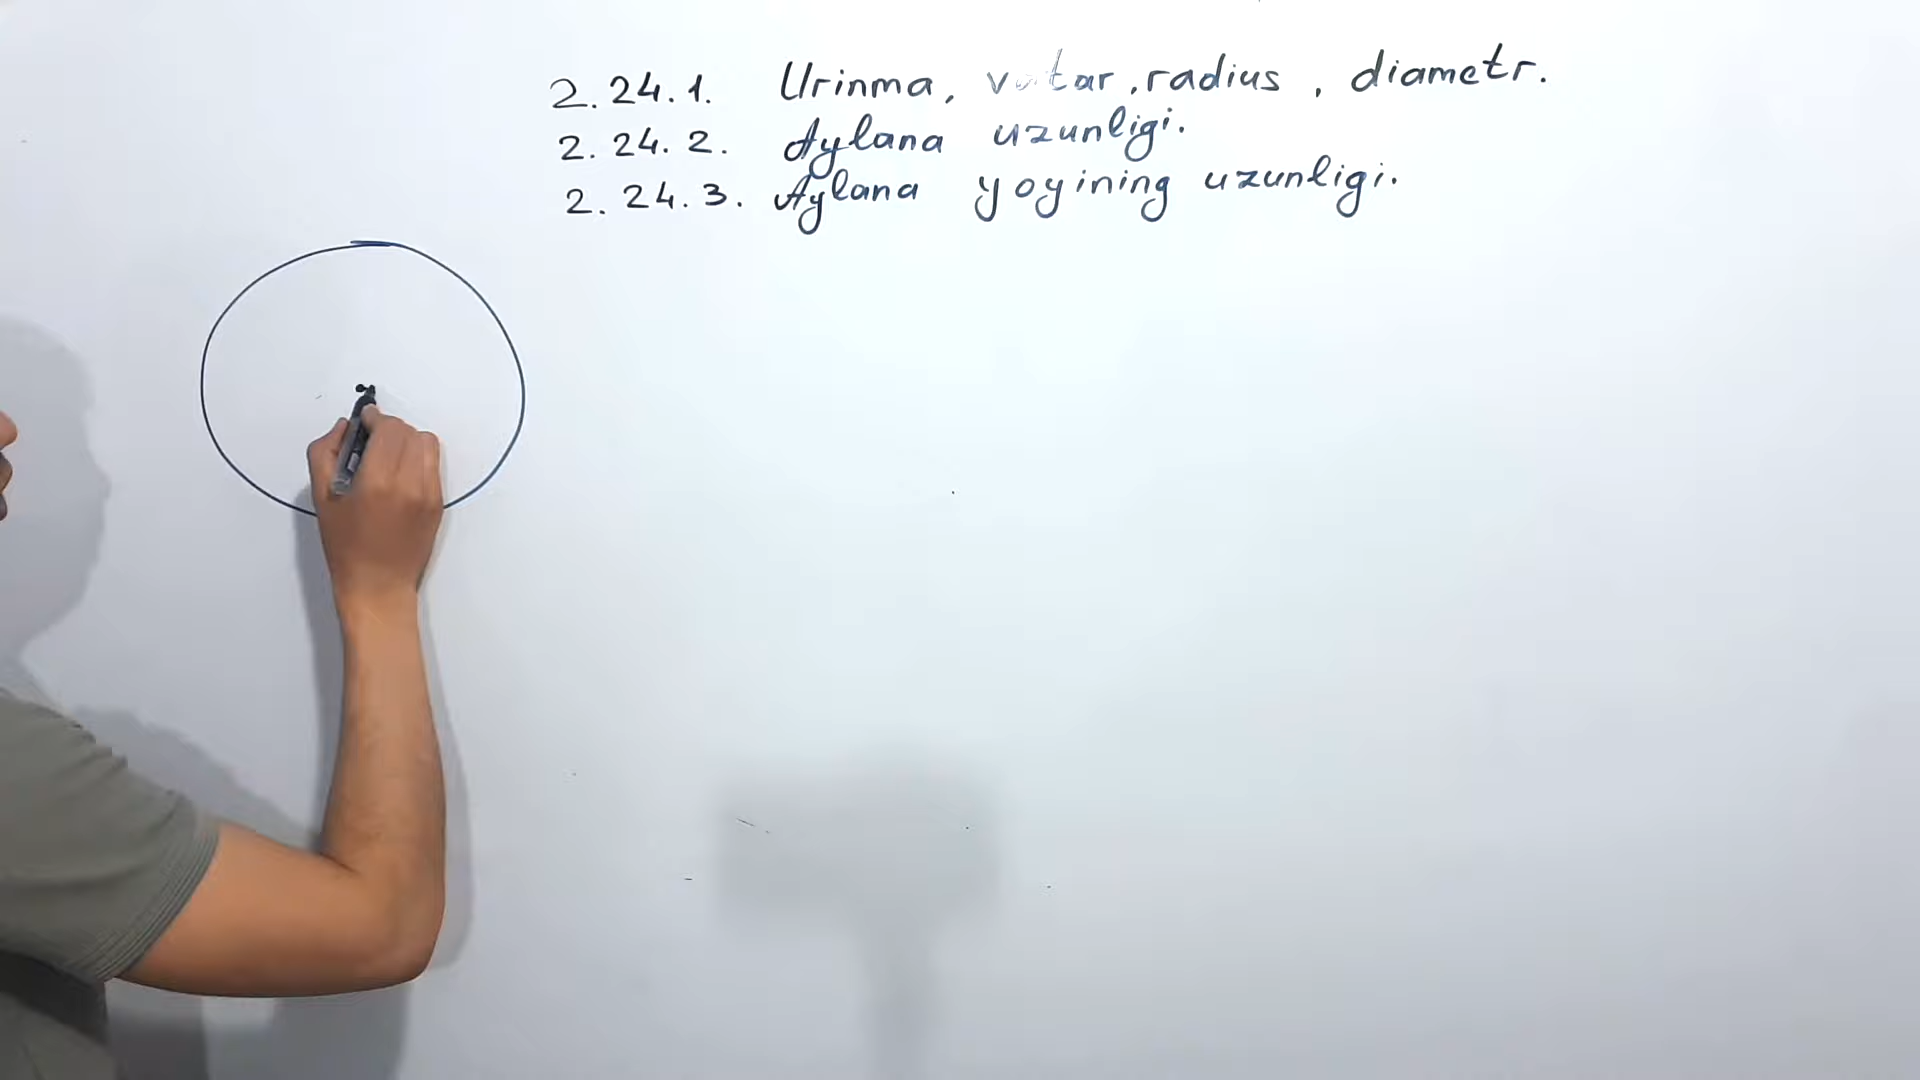 2.24.1. Urinma, vatar, radius, diametr.
2.24.2. Aylana uzunligi.
2.24.3. Aylana yoyining uzunligi.